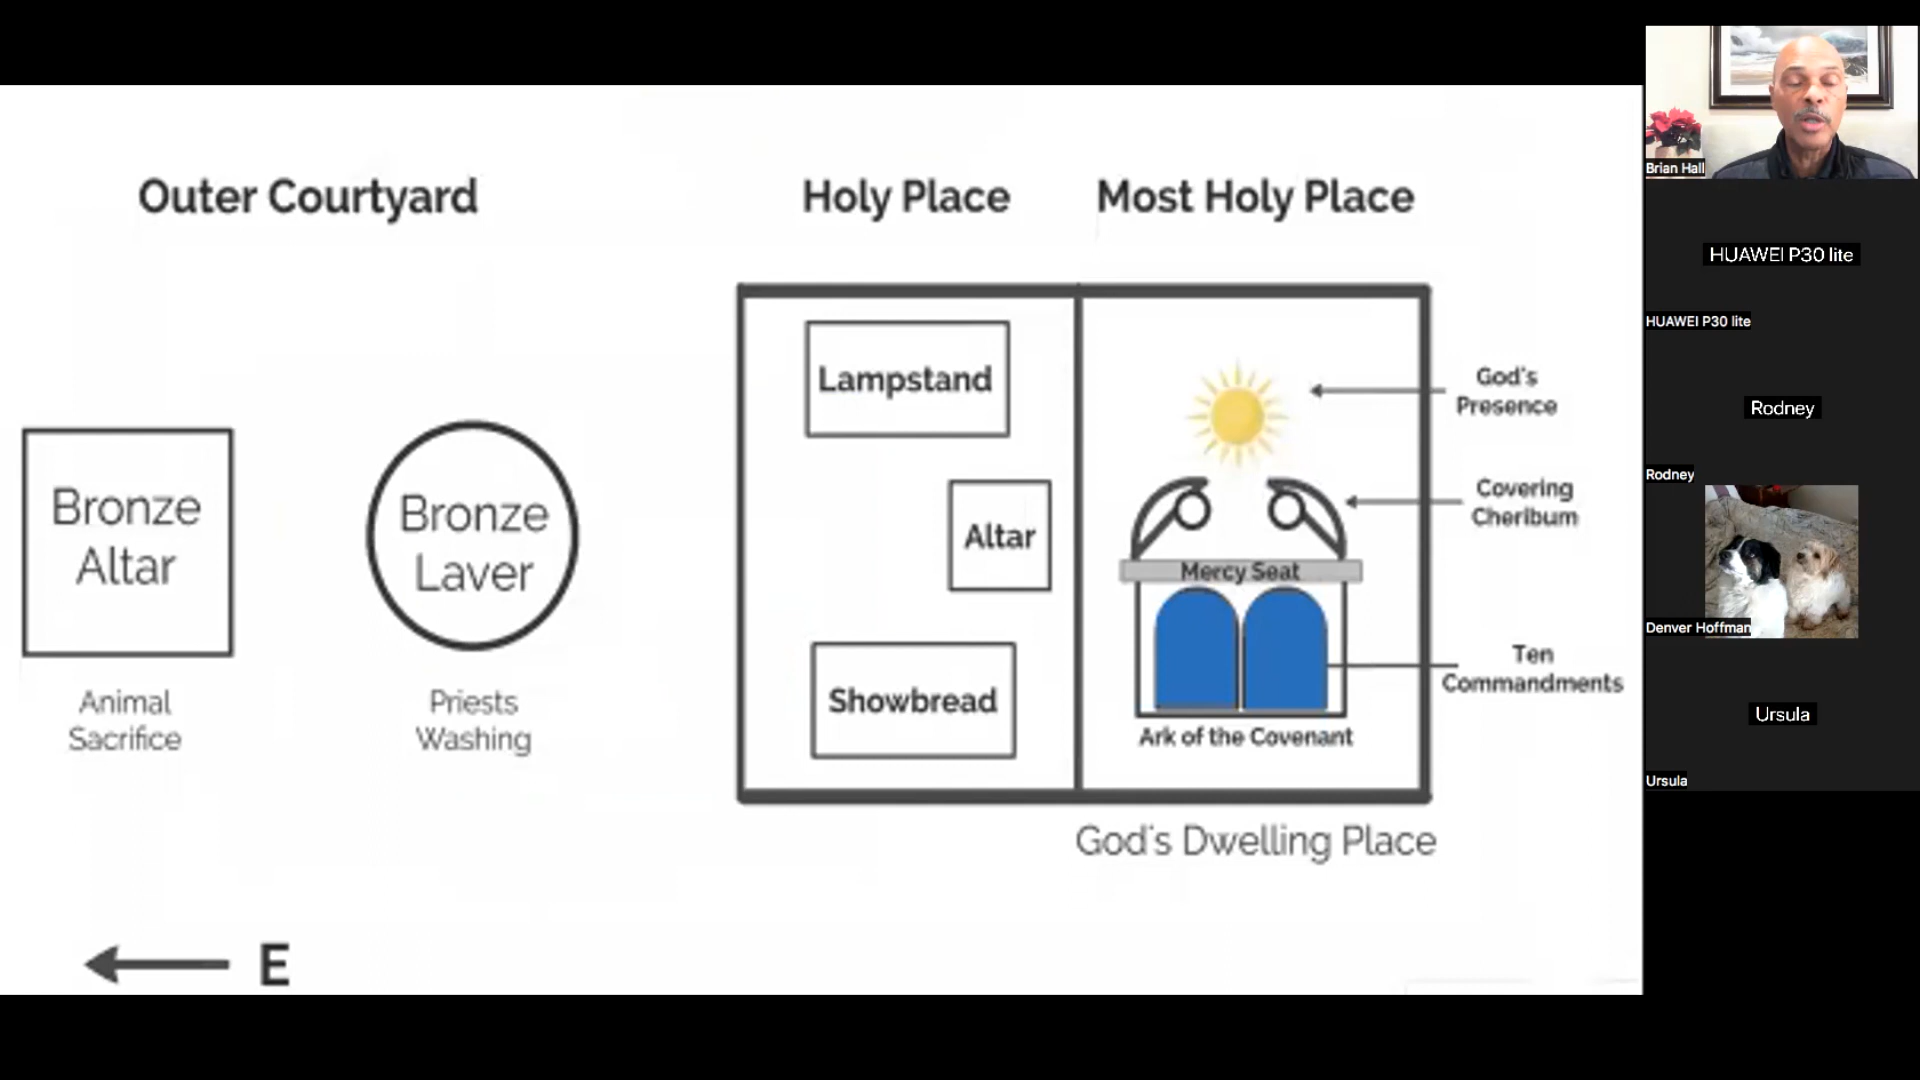 Outer Courtyard
Holy Place
Most Holy Place
Bronze
Altar
Animal
Sacrifice
Bronze
Laver
Priests
Washing
Lampstand
Altar
Showbread
God's
Presence
Covering
Cheribum
Mercy Seat
Ten
Commandments
Ark of the Covenant
God's Dwelling Place
E
Brian Hall
HUAWEI P30 lite
HUAWEI P30 lite
Rodney
Rodney
Denver Hoffman
Ursula
Ursula